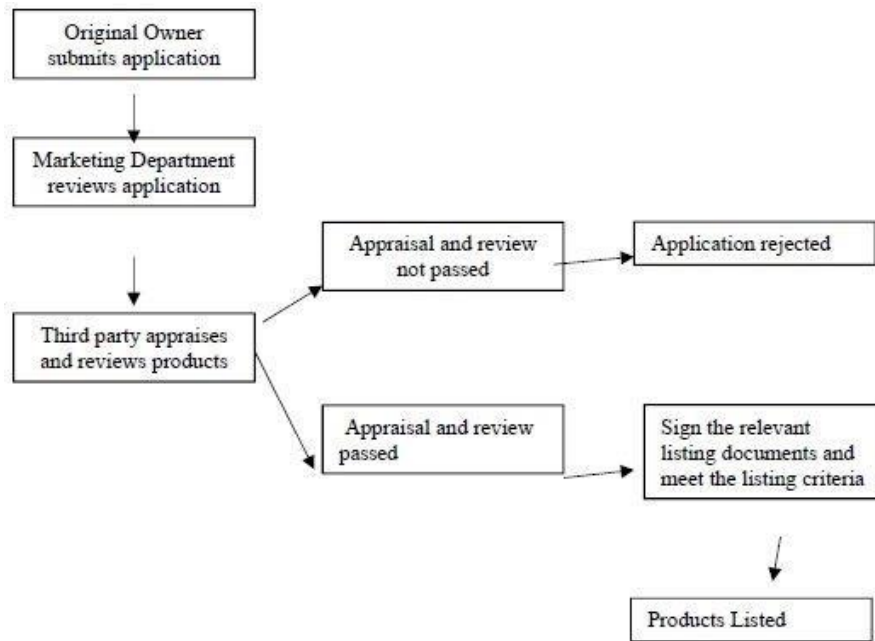 Original Owner
submits application
Marketing Department
reviews application
Third party appraises
and reviews products
Appraisal and review
not passed
Application rejected
Appraisal and review
passed
Sign the relevant
listing documents and
meet the listing criteria
Products Listed